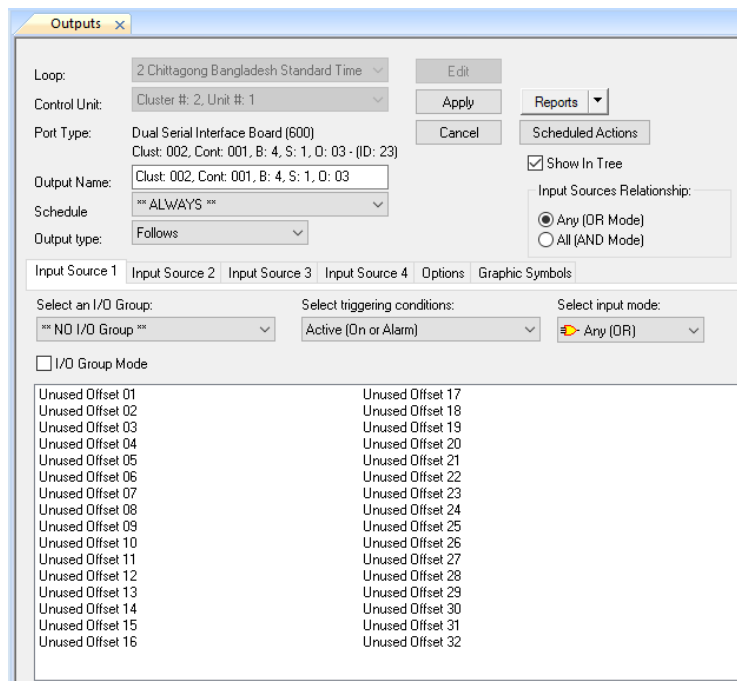 Outputs
Loop: 2 Chittagong Bangladesh Standard Time Edit
Control Unit: Cluster #: 2, Unit #: 1 Apply Reports
Port Type: Dual Serial Interface Board (600) Cancel Scheduled Actions
Clust: 002, Cont: 001, B: 4, S: 1, O: 03 - (ID: 23)
Show In Tree
Output Name: Clust: 002, Cont: 001, B: 4, S: 1, O: 03
Input Sources Relationship:
Schedule ** ALWAYS **
Any (OR Mode)
Output type: Follows
All (AND Mode)
Input Source 1 Input Source 2 Input Source 3 Input Source 4 Options Graphic Symbols
Select an I/O Group: Select triggering conditions: Select input mode:
** NO I/O Group ** Active (On or Alarm) Any (OR)
I/O Group Mode
Unused Offset 01 Unused Offset 17
Unused Offset 02 Unused Offset 18
Unused Offset 03 Unused Offset 19
Unused Offset 04 Unused Offset 20
Unused Offset 05 Unused Offset 21
Unused Offset 06 Unused Offset 22
Unused Offset 07 Unused Offset 23
Unused Offset 08 Unused Offset 24
Unused Offset 09 Unused Offset 25
Unused Offset 10 Unused Offset 26
Unused Offset 11 Unused Offset 27
Unused Offset 12 Unused Offset 28
Unused Offset 13 Unused Offset 29
Unused Offset 14 Unused Offset 30
Unused Offset 15 Unused Offset 31
Unused Offset 16 Unused Offset 32